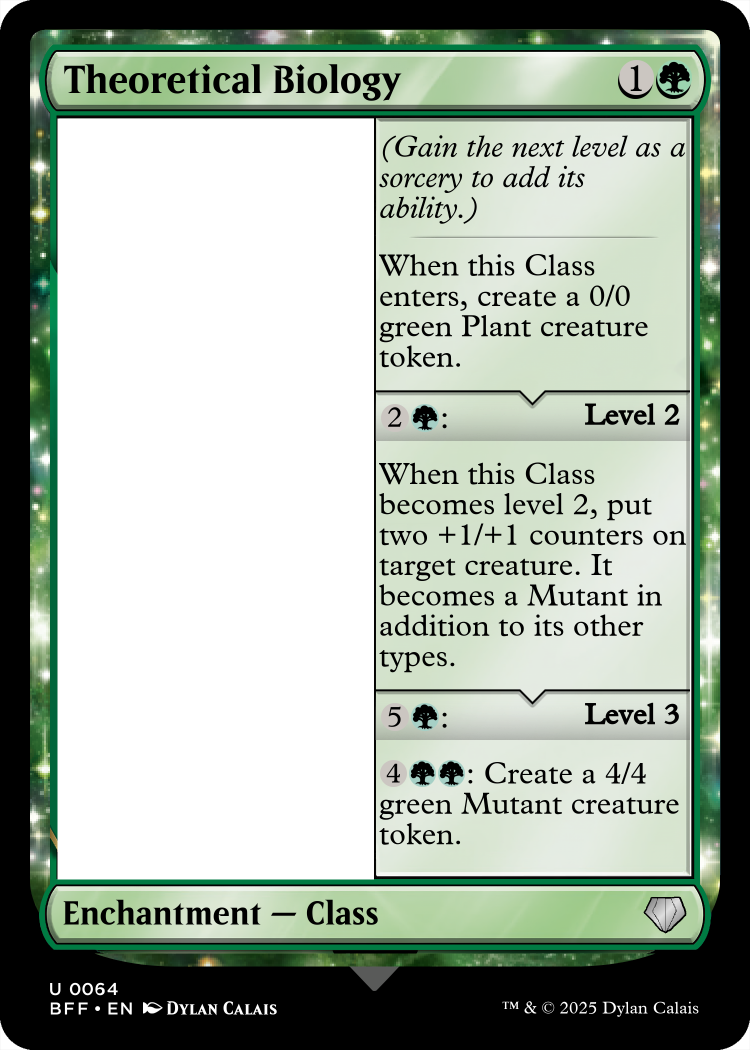 Theoretical Biology 1
(Gain the next level as a
sorcery to add its
ability.)
When this Class
enters, create a 0/0
green Plant creature
token.
2 : Level 2
When this Class
becomes level 2, put
two +1/+1 counters on
target creature. It
becomes a Mutant in
addition to its other
types.
5 : Level 3
4 : Create a 4/4
green Mutant creature
token.
Enchantment — Class
U 0064
BFF • EN Dylan Calais ™ & © 2025 Dylan Calais